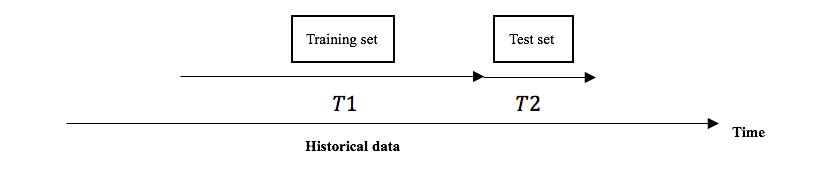 Training set
Test set
T1
T2
Time
Historical data